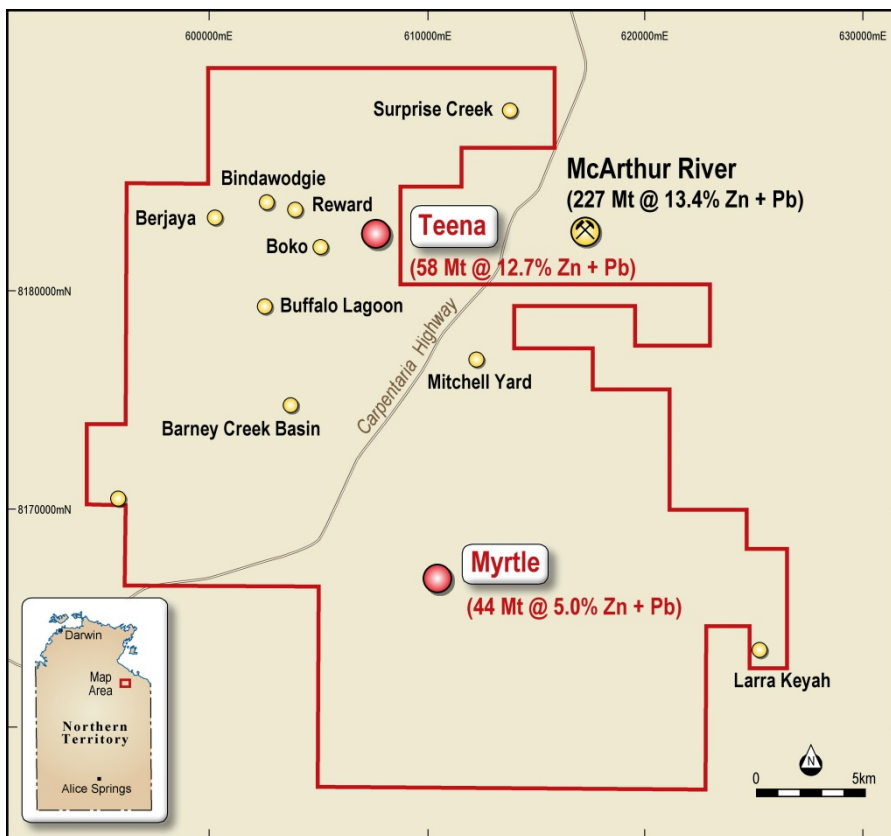 600000mE
610000mE
620000mE
630000mE
Surprise Creek
McArthur River
(227 Mt @ 13.4% Zn + Pb)
Bindawodgie
Reward
Berjaya
Teena
Boko
(58 Mt @ 12.7% Zn + Pb)
8180000mN
Buffalo Lagoon
Carpentaria Highway
Mitchell Yard
Barney Creek Basin
8170000mN
Myrtle
(44 Mt @ 5.0% Zn + Pb)
Larra Keyah
Darwin
Map
Area
Northern
Territory
Alice Springs
N
0
5km